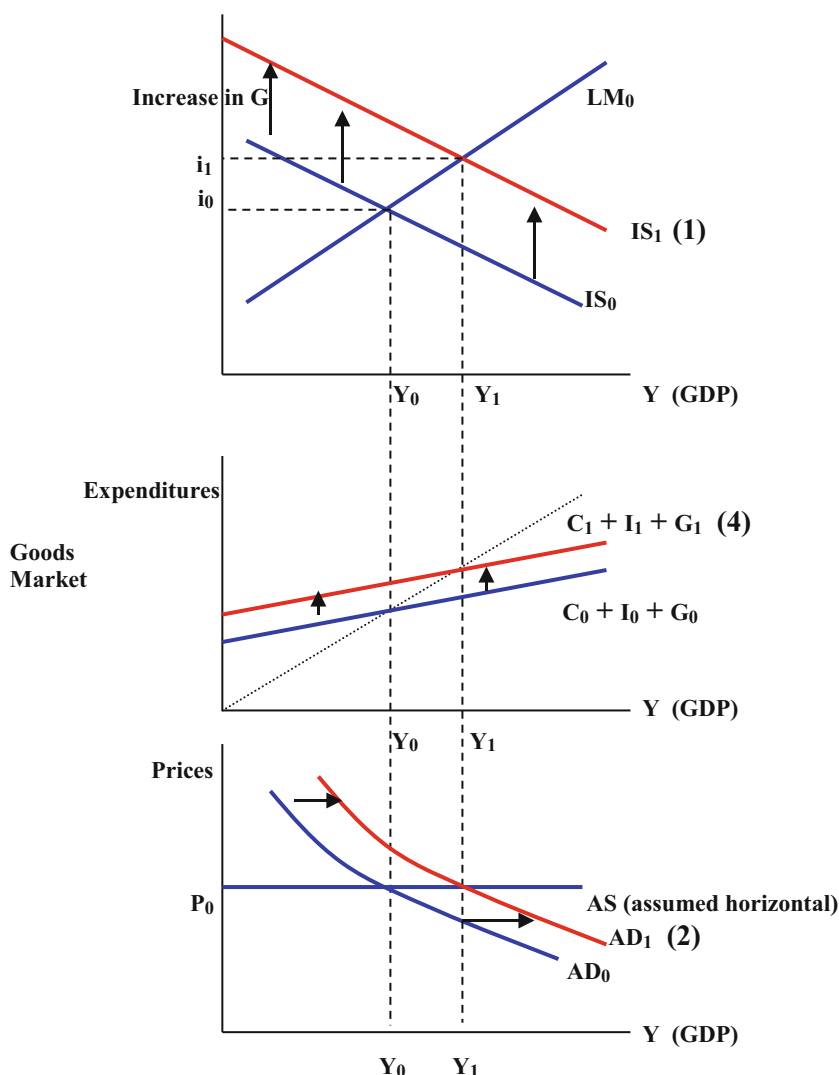 Increase in G
LM₀
i₁
i₀
IS₁ (1)
IS₀
Y₀ Y₁ Y (GDP)
Expenditures
C₁ + I₁ + G₁ (4)
Goods
Market
C₀ + I₀ + G₀
Y (GDP)
Y₀ Y₁
Prices
P₀
AS (assumed horizontal)
AD₁ (2)
AD₀
Y (GDP)
Y₀ Y₁